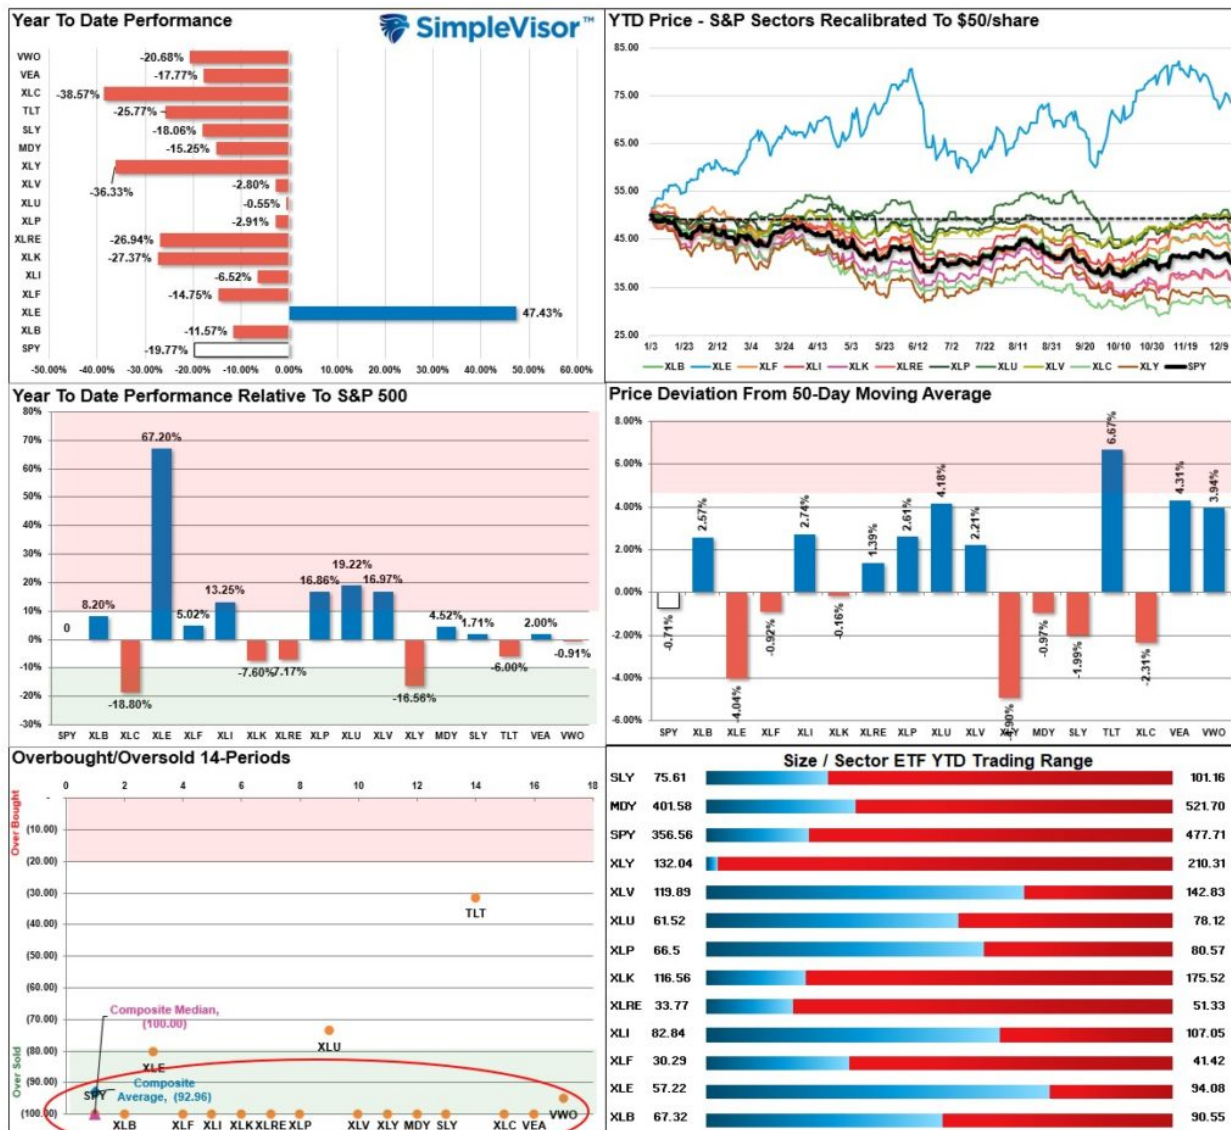 Year To Date Performance
SimpleVisor™
VWO -20.68%
VEA -17.77%
XLC -38.57%
TLT -25.77%
SLY -18.06%
MDY -15.25%
XLY -36.33%
XLV -2.80%
XLU -0.55%
XLP -2.91%
XLRE -26.94%
XLK -27.37%
XLI -6.52%
XLF -14.75%
XLE 47.43%
XLB -11.57%
SPY -19.77%
-50.00% -40.00% -30.00% -20.00% -10.00% 0.00% 10.00% 20.00% 30.00% 40.00% 50.00% 60.00%
YTD Price - S&P Sectors Recalibrated To $50/share
85.00
75.00
65.00
55.00
45.00
35.00
25.00
1/3 1/23 2/12 3/4 3/24 4/13 5/3 5/23 6/12 7/2 7/22 8/11 8/31 9/20 10/10 10/30 11/19 12/9
XLB XLE XLF XLI XLK XLRE XLP XLU XLV XLC XLY SPY
Year To Date Performance Relative To S&P 500
80%
70%
60%
50%
40%
30%
20%
10%
0%
-10%
-20%
-30%
0 8.20% -18.80% 67.20% 5.02% 13.25% -7.60% -7.17% 16.86% 19.22% 16.97% -16.56% 4.52% 1.71% -6.00% 2.00% -0.91%
SPY XLB XLC XLE XLF XLI XLK XLRE XLP XLU XLV XLY MDY SLY TLT VEA VWO
Price Deviation From 50-Day Moving Average
8.00%
6.00%
4.00%
2.00%
0.00%
-2.00%
-4.00%
-6.00%
-0.71% 2.57% -4.04% -0.92% 2.74% -0.16% 1.39% 2.61% 4.18% 2.21% -4.90% -0.97% -1.99% 6.67% -2.31% 4.31% 3.94%
SPY XLB XLE XLF XLI XLK XLRE XLP XLU XLV XLY MDY SLY TLT XLC VEA VWO
Overbought/Oversold 14-Periods
0 2 4 6 8 10 12 14 16 18
-
(10.00)
(20.00)
(30.00)
(40.00)
(50.00)
(60.00)
(70.00)
(80.00)
(90.00)
(100.00)
Over Bought
Over Sold
TLT
Composite Median,
(100.00)
XLU
XLE
SPY
Composite
Average, (92.96)
VWO
XLB XLF XLI XLK XLRE XLP XLV XLY MDY SLY XLC VEA
Size / Sector ETF YTD Trading Range
SLY 75.61 101.16
MDY 401.58 521.70
SPY 356.56 477.71
XLY 132.04 210.31
XLV 119.89 142.83
XLU 61.52 78.12
XLP 66.5 80.57
XLK 116.56 175.52
XLRE 33.77 51.33
XLI 82.84 107.05
XLF 30.29 41.42
XLE 57.22 94.08
XLB 67.32 90.55